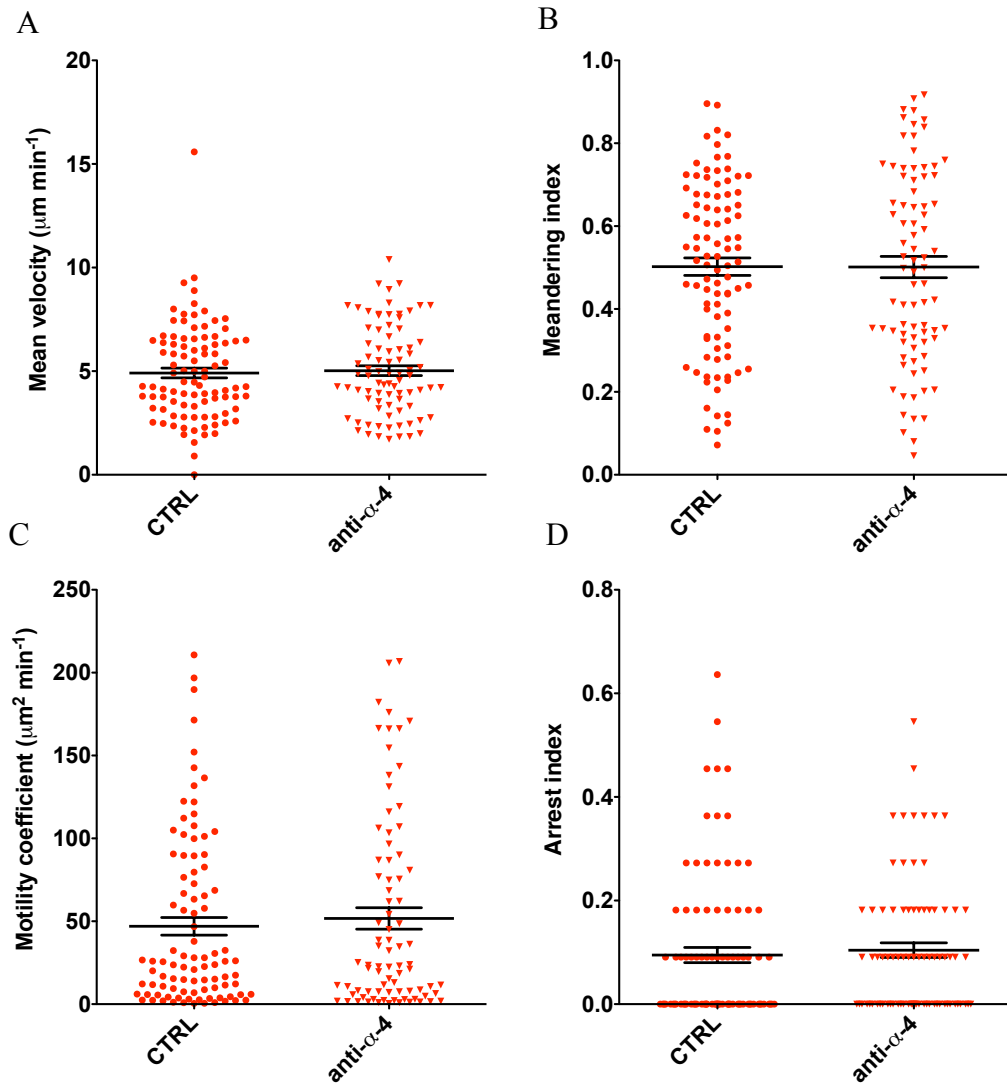 A
Mean velocity (μm min-1)
20
15
10
5
0
CTRL
anti-α-4
B
Meandering index
1.0
0.8
0.6
0.4
0.2
0.0
CTRL
anti-α-4
C
Motility coefficient (μm2 min-1)
250
200
150
100
50
0
CTRL
anti-α-4
D
Arrest index
0.8
0.6
0.4
0.2
0.0
CTRL
anti-α-4